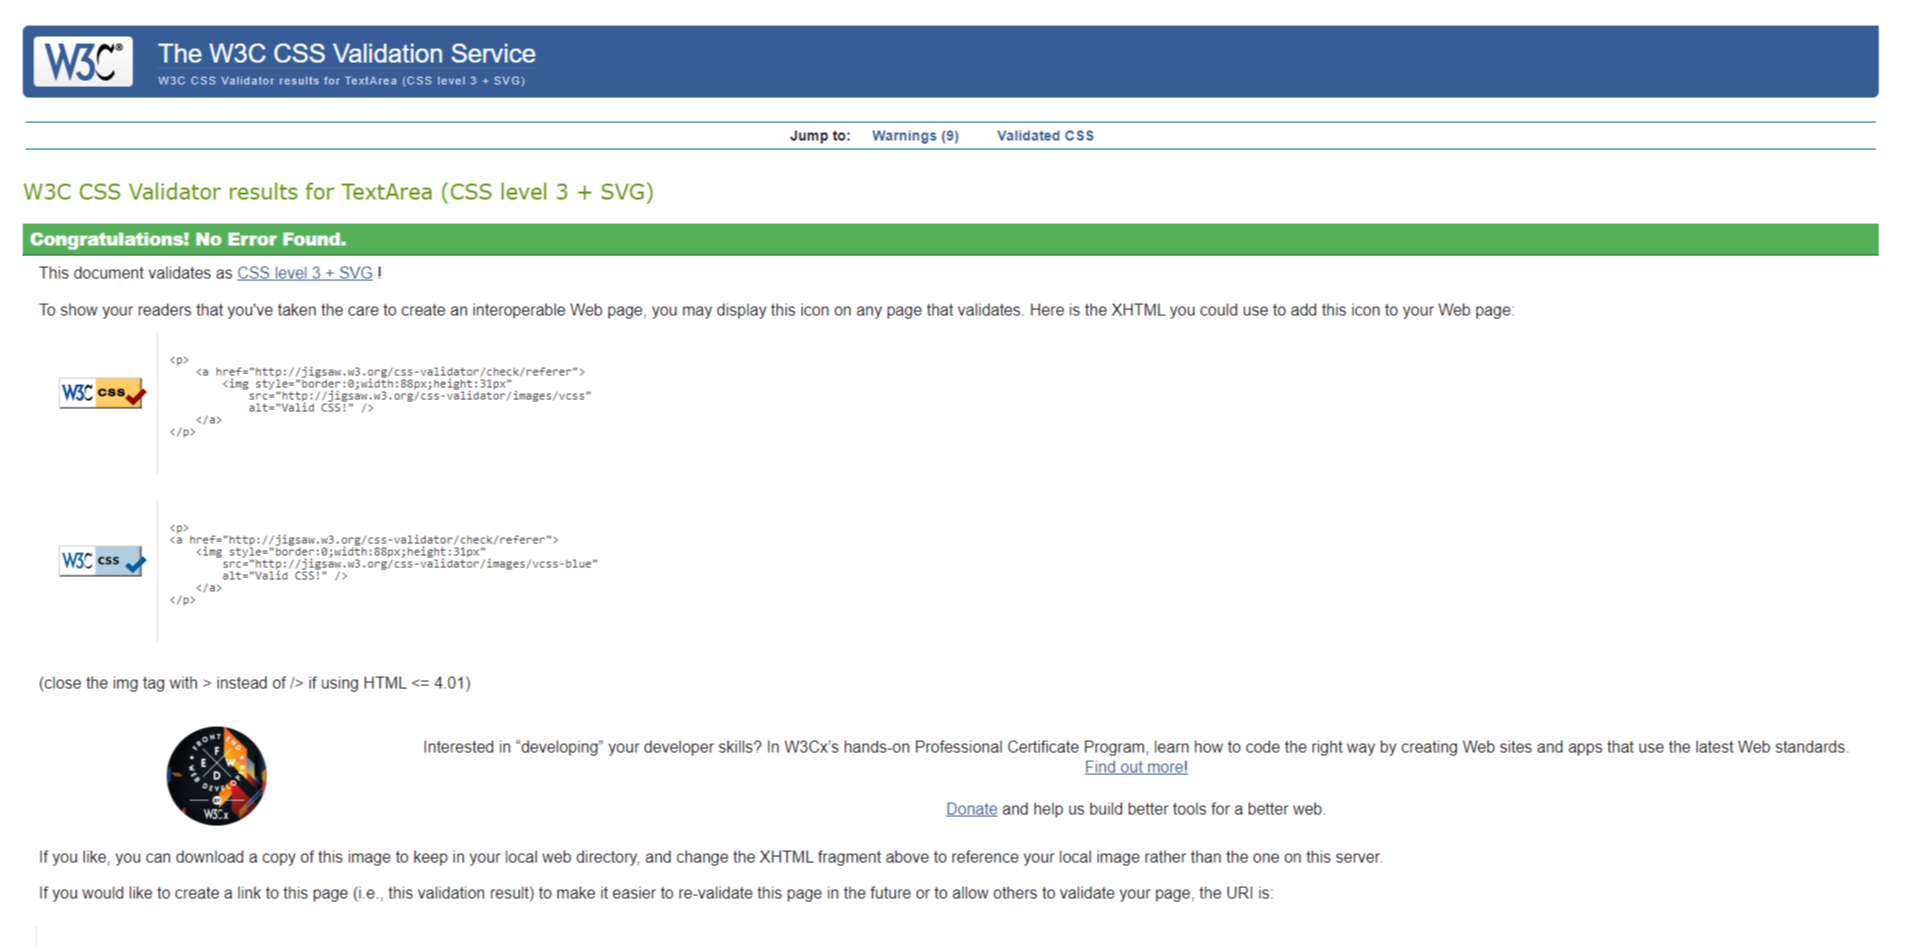 W3C®
The W3C CSS Validation Service
W3C CSS Validator results for TextArea (CSS level 3 + SVG)
Jump to: Warnings (9) Validated CSS
W3C CSS Validator results for TextArea (CSS level 3 + SVG)
Congratulations! No Error Found.
This document validates as CSS level 3 + SVG !
To show your readers that you've taken the care to create an interoperable Web page, you may display this icon on any page that validates. Here is the XHTML you could use to add this icon to your Web page:
W3C css
<p>
<a href="http://jigsaw.w3.org/css-validator/check/referer">
<img style="border:0;width:88px;height:31px"
src="http://jigsaw.w3.org/css-validator/images/vcss"
alt="Valid CSS!" />
</a>
</p>
W3C css
<p>
<a href="http://jigsaw.w3.org/css-validator/check/referer">
<img style="border:0;width:88px;height:31px"
src="http://jigsaw.w3.org/css-validator/images/vcss-blue"
alt="Valid CSS!" />
</a>
</p>
(close the img tag with > instead of /> if using HTML <= 4.01)
FRONT END
F
E W
D
WEB DEVELOPER
W3Cx
Interested in “developing” your developer skills? In W3Cx’s hands-on Professional Certificate Program, learn how to code the right way by creating Web sites and apps that use the latest Web standards.
Find out more!
Donate and help us build better tools for a better web.
If you like, you can download a copy of this image to keep in your local web directory, and change the XHTML fragment above to reference your local image rather than the one on this server.
If you would like to create a link to this page (i.e., this validation result) to make it easier to re-validate this page in the future or to allow others to validate your page, the URI is: